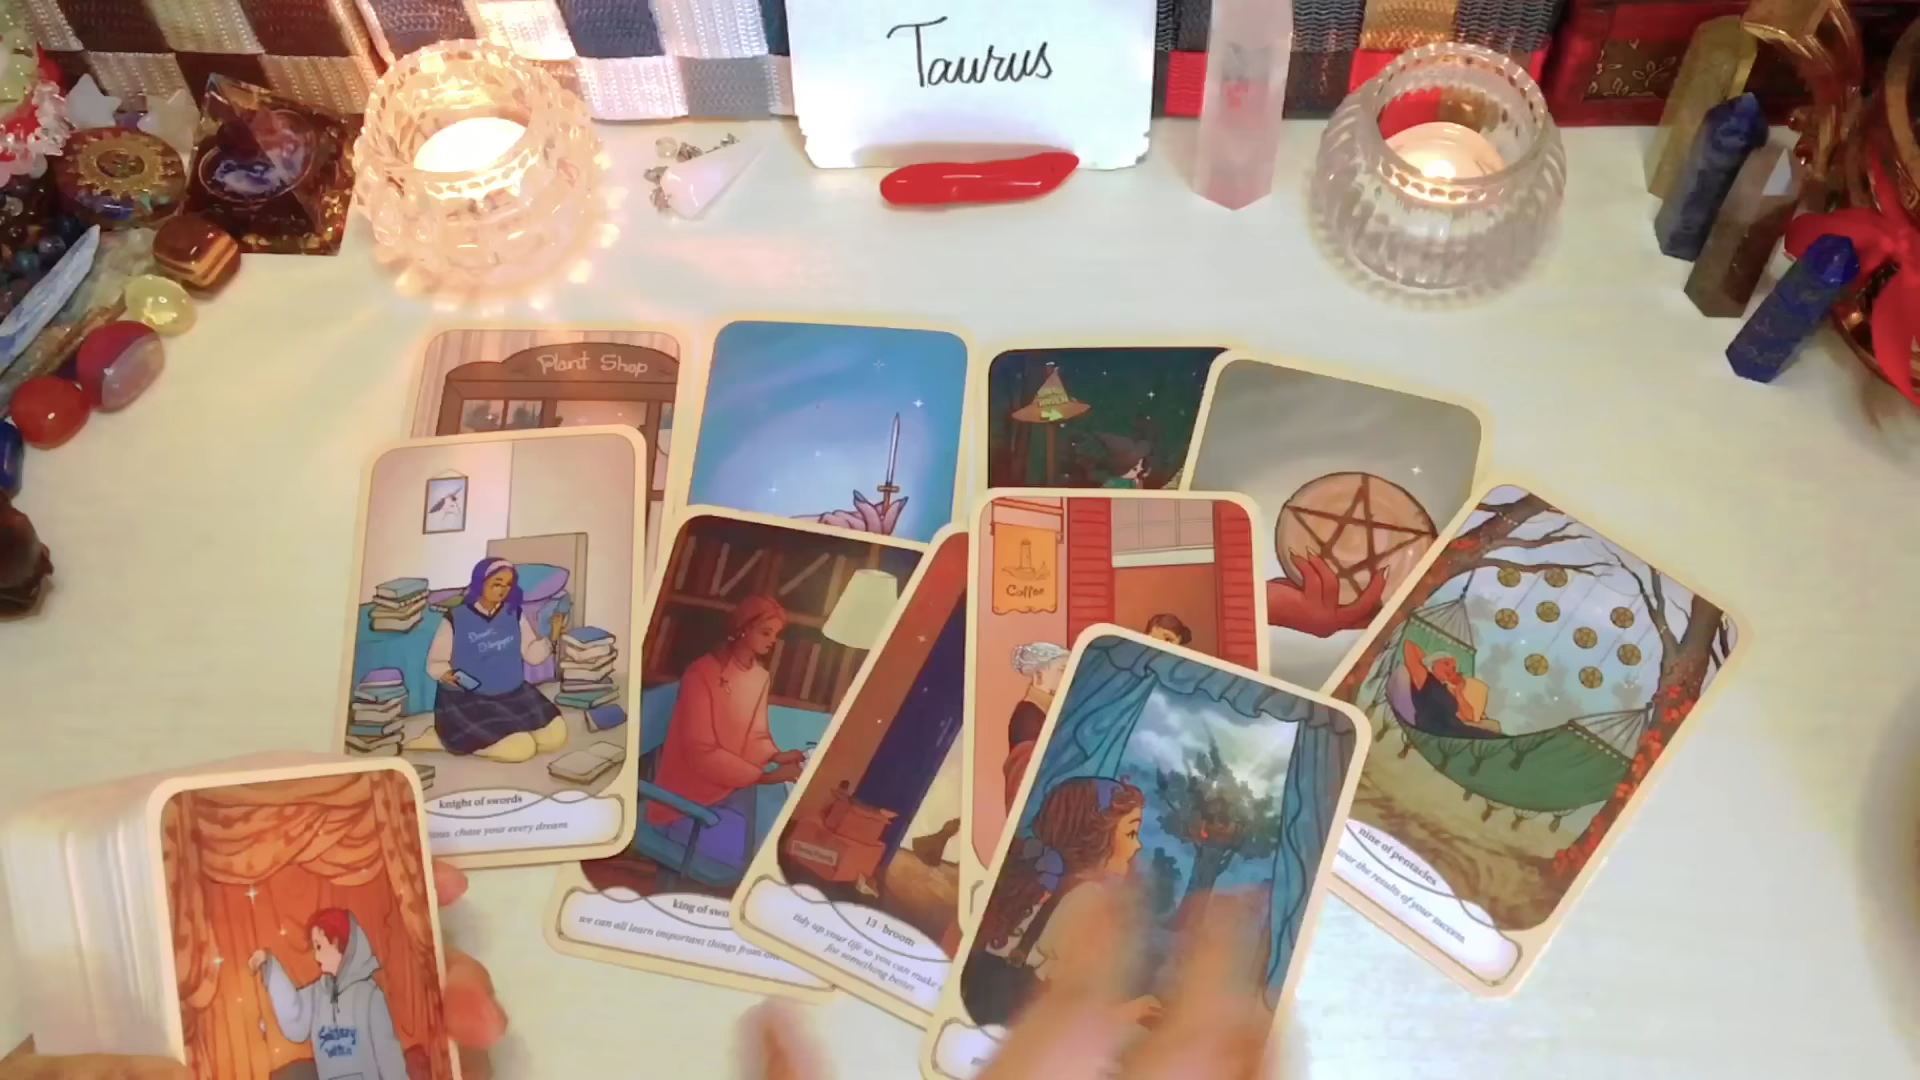 Taurus
Plant Shop
Coffee
knight of swords
chase your every dream
king of
we can all learn important things from
13 · broom
tidy up your life so you can make
for something better
nine of pentacles
the results of your success